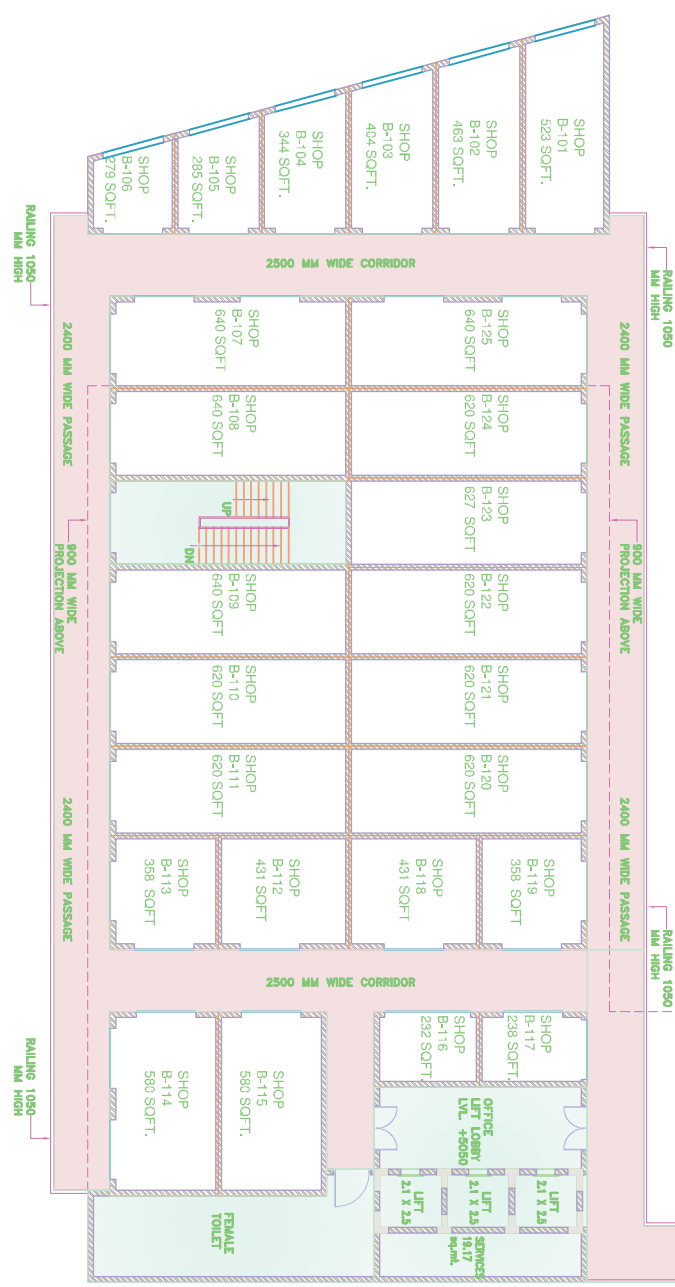 SHOP
B-101
523 SQFT.
SHOP
B-102
463 SQFT.
SHOP
B-103
404 SQFT.
SHOP
B-104
344 SQFT.
SHOP
B-105
285 SQFT.
SHOP
B-106
279 SQFT.
RAILING 1050
MM HIGH
RAILING 1050
MM HIGH
2500 MM WIDE CORRIDOR
2400 MM WIDE PASSAGE
2400 MM WIDE PASSAGE
SHOP
B-107
640 SQFT
SHOP
B-125
640 SQFT
SHOP
B-108
640 SQFT
SHOP
B-124
620 SQFT
UP
DN
SHOP
B-123
627 SQFT
900 MM WIDE
PROJECTION ABOVE
900 MM WIDE
PROJECTION ABOVE
SHOP
B-109
640 SQFT
SHOP
B-122
620 SQFT
SHOP
B-110
620 SQFT
SHOP
B-121
620 SQFT
SHOP
B-111
620 SQFT
SHOP
B-120
620 SQFT
2400 MM WIDE PASSAGE
2400 MM WIDE PASSAGE
SHOP
B-113
358 SQFT
SHOP
B-112
431 SQFT
SHOP
B-118
431 SQFT
SHOP
B-119
358 SQFT
RAILING 1050
MM HIGH
2500 MM WIDE CORRIDOR
SHOP
B-114
580 SQFT.
SHOP
B-115
580 SQFT.
SHOP
B-116
232 SQFT.
SHOP
B-117
238 SQFT.
RAILING 1050
MM HIGH
OFFICE
LIFT LOBBY
LVL. +5050
LIFT
2.1 X 2.5
LIFT
2.1 X 2.5
LIFT
2.1 X 2.5
FEMALE
TOILET
SERVICES
19.17
sq.mt.